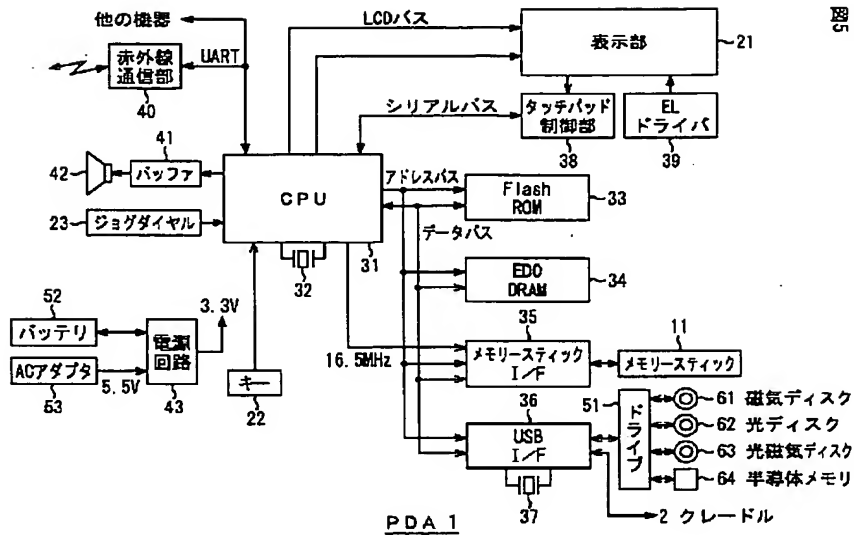 図5
他の機器
LCDバス
表示部
21
赤外線
通信部
UART
40
シリアルバス
タッチパッド
制御部
38
EL
ドライバ
39
42
41
バッファ
CPU
31
32
アドレスバス
データバス
Flash
ROM
33
23
ジョグダイヤル
EDO
DRAM
34
52
バッテリ
ACアダプタ
53
5.5V
電源
回路
43
3.3V
キー
22
16.5MHz
35
メモリースティック
I/F
11
メモリースティック
36
USB
I/F
37
51
ドライブ
61 磁気ディスク
62 光ディスク
63 光磁気ディスク
64 半導体メモリ
2 クレードル
PDA 1